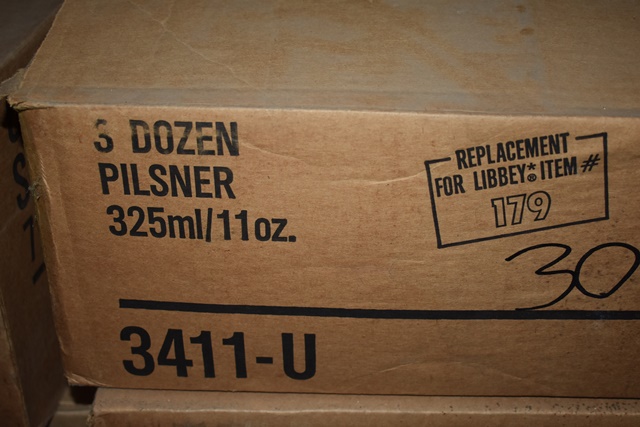 3 DOZEN
PILSNER
325ml/11oz.
REPLACEMENT
FOR LIBBEY*® ITEM #
179
30
3411-U